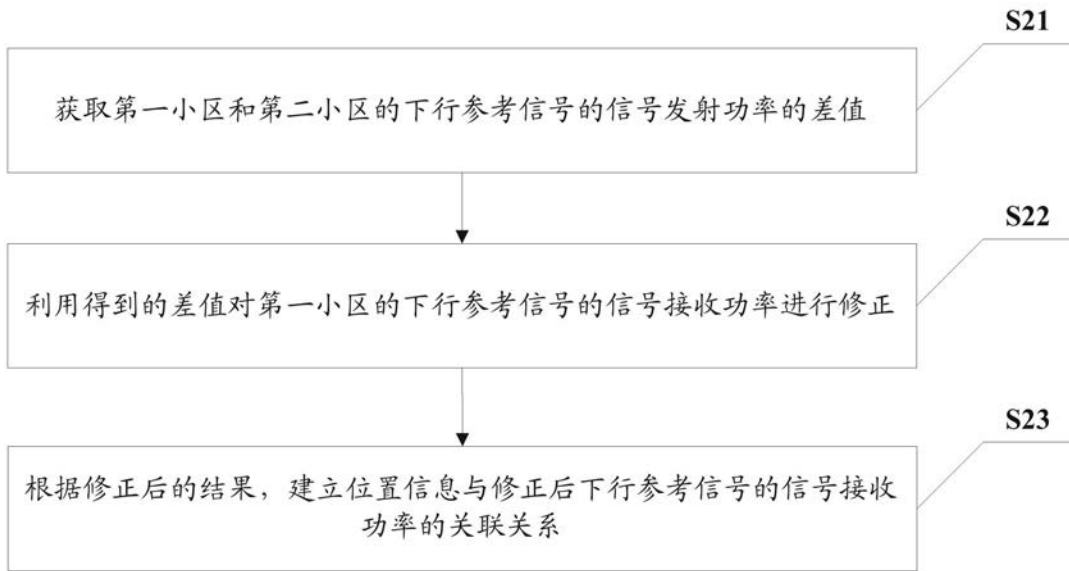 S21
获取第一小区和第二小区的下行参考信号的信号发射功率的差值
S22
利用得到的差值对第一小区的下行参考信号的信号接收功率进行修正
S23
根据修正后的结果，建立位置信息与修正后下行参考信号的信号接收
功率的关联关系